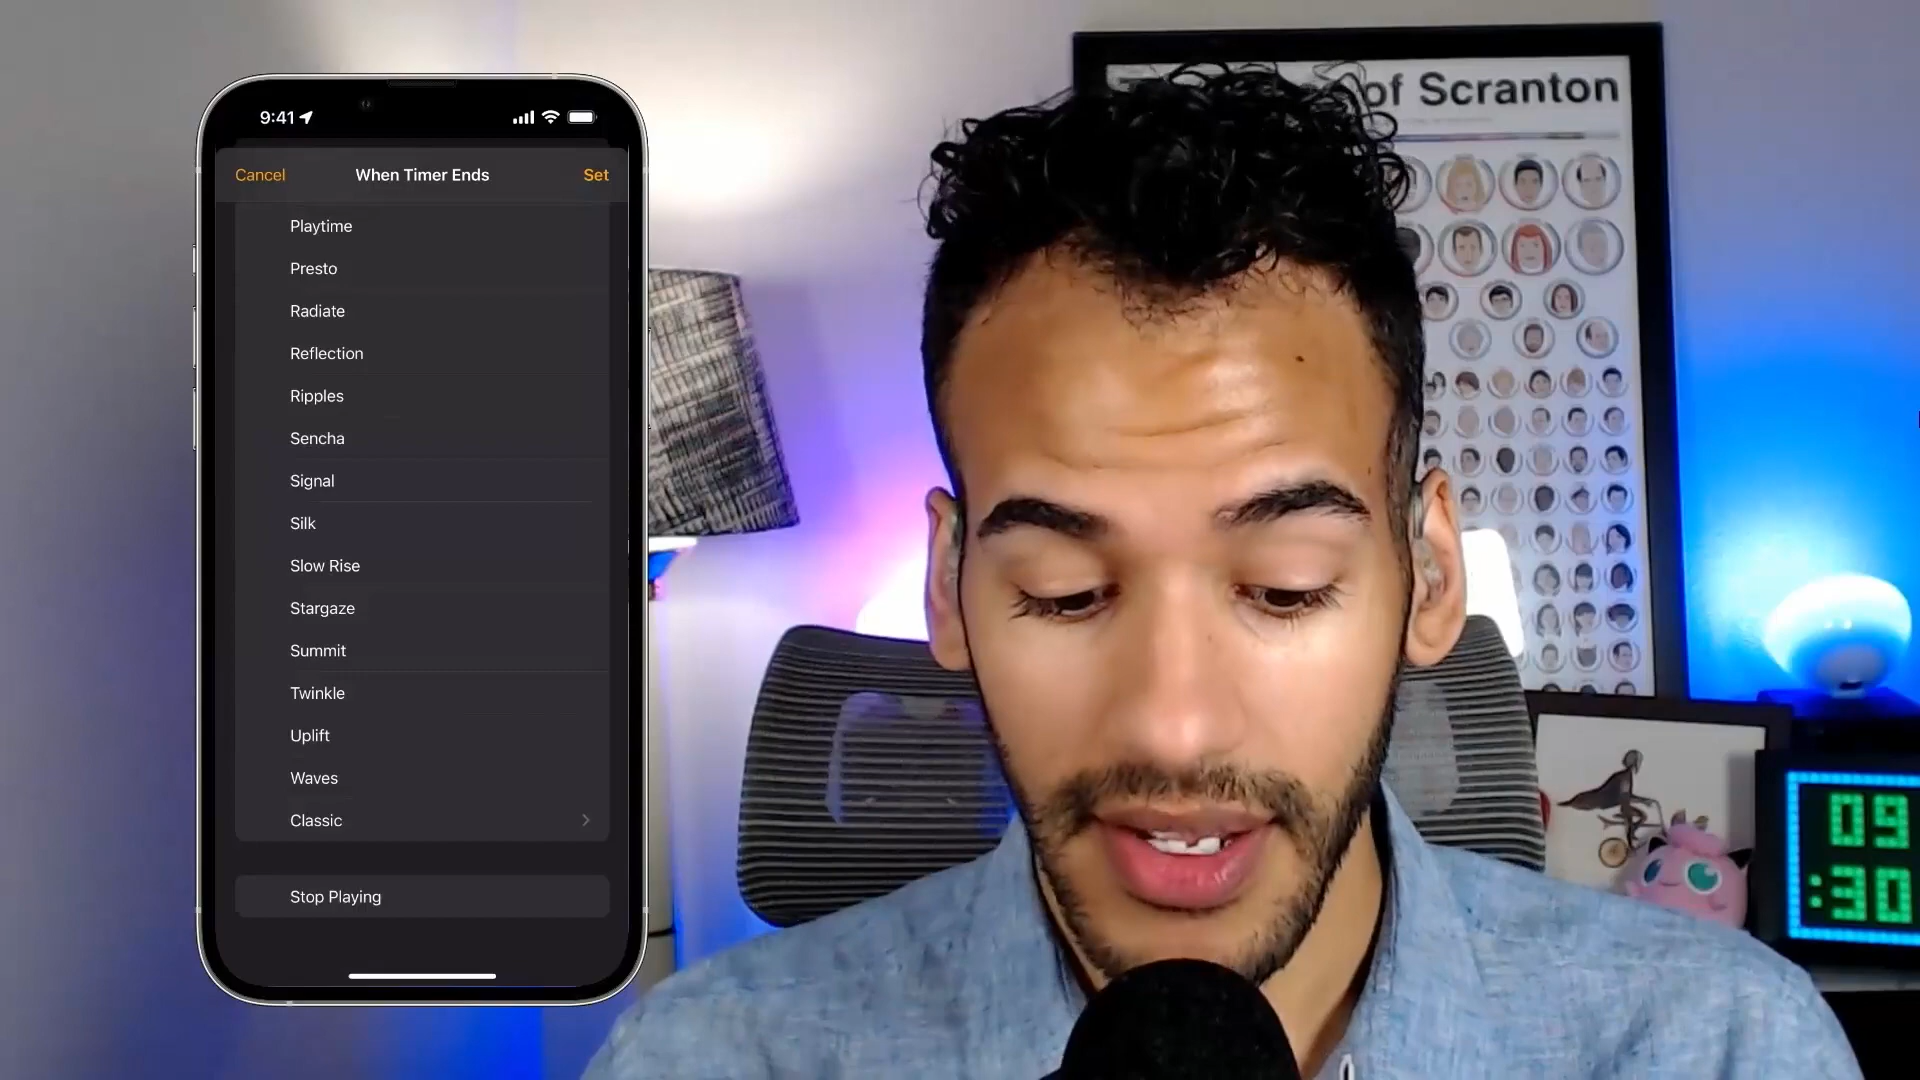 9:41
Cancel
When Timer Ends
Set
Playtime
Presto
Radiate
Reflection
Ripples
Sencha
Signal
Silk
Slow Rise
Stargaze
Summit
Twinkle
Uplift
Waves
Classic
Stop Playing
of Scranton
09
:30